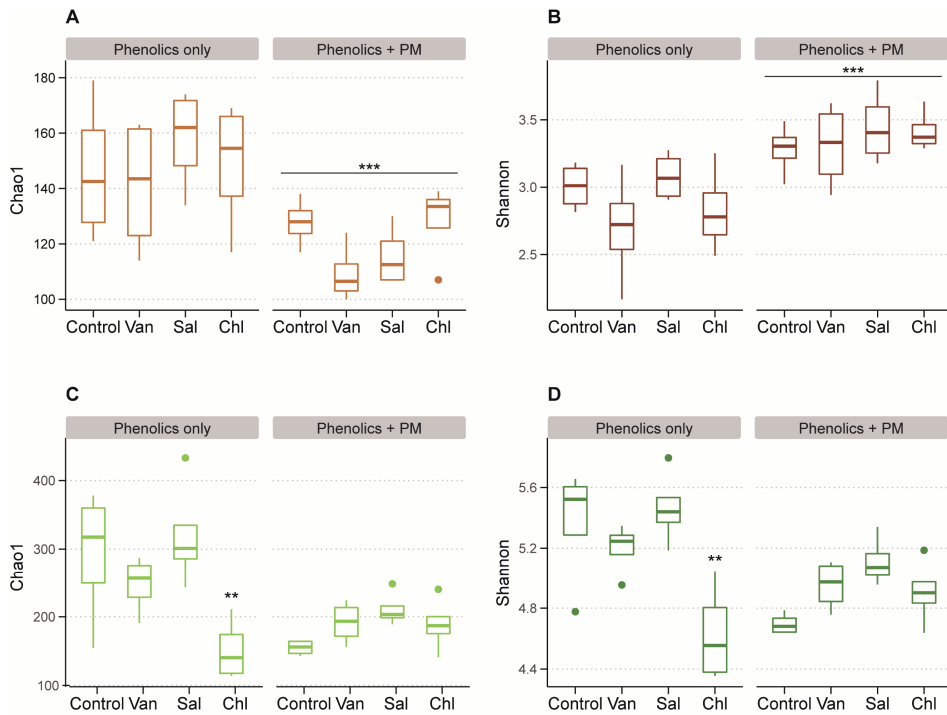 A
Phenolics only
Phenolics + PM
Chao1
180
160
140
120
100
***
Control Van Sal Chl
Control Van Sal Chl
B
Phenolics only
Phenolics + PM
Shannon
3.5
3.0
2.5
***
Control Van Sal Chl
Control Van Sal Chl
C
Phenolics only
Phenolics + PM
Chao1
400
300
200
100
**
Control Van Sal Chl
Control Van Sal Chl
D
Phenolics only
Phenolics + PM
Shannon
5.6
5.2
4.8
4.4
**
Control Van Sal Chl
Control Van Sal Chl